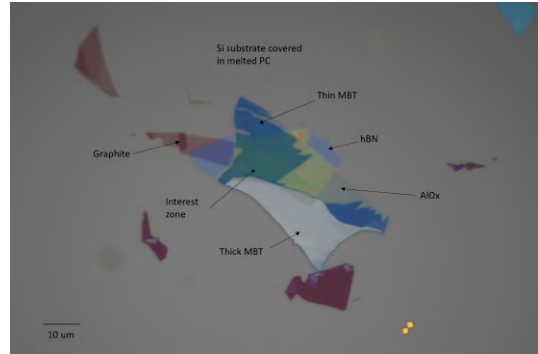 Si substrate covered
in melted PC
Thin MBT
hBN
Graphite
Interest
zone
AlOx
Thick MBT
10 um